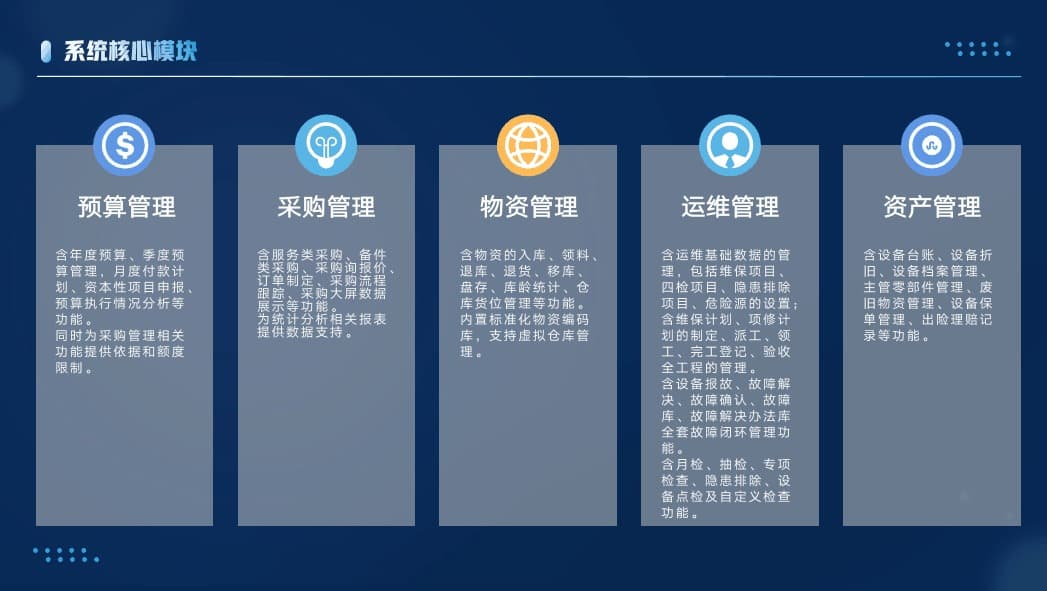 系统核心模块
预算管理
含年度预算、季度预
算管理，月度付款计
划、资本性项目申报、
预算执行情况分析等
功能。
同时为采购管理相关
功能提供依据和额度
限制。
采购管理
含服务类采购、备件
类采购、采购询报价、
订单制定、采购流程
跟踪、采购大屏数据
展示等功能。
为统计分析相关报表
提供数据支持。
物资管理
含物资的入库、领料、
退库、退货、移库、
盘存、库龄统计、仓
库货位管理等功能。
内置标准化物资编码
库，支持虚拟仓库管
理。
运维管理
含运维基础数据的管
理，包括维保项目、
四检项目、隐患排除
项目、危险源的设置；
含维保计划、项修计
划的制定、派工、领
工、完工登记、验收
全工程的管理。
含设备报故、故障解
决、故障确认、故障
库、故障解决办法库
全套故障闭环管理功
能。
含月检、抽检、专项
检查、隐患排除、设
备点检及自定义检查
功能。
资产管理
含设备台账、设备折
旧、设备档案管理、
主管零部件管理、废
旧物资管理、设备保
单管理、出险理赔记
录等功能。